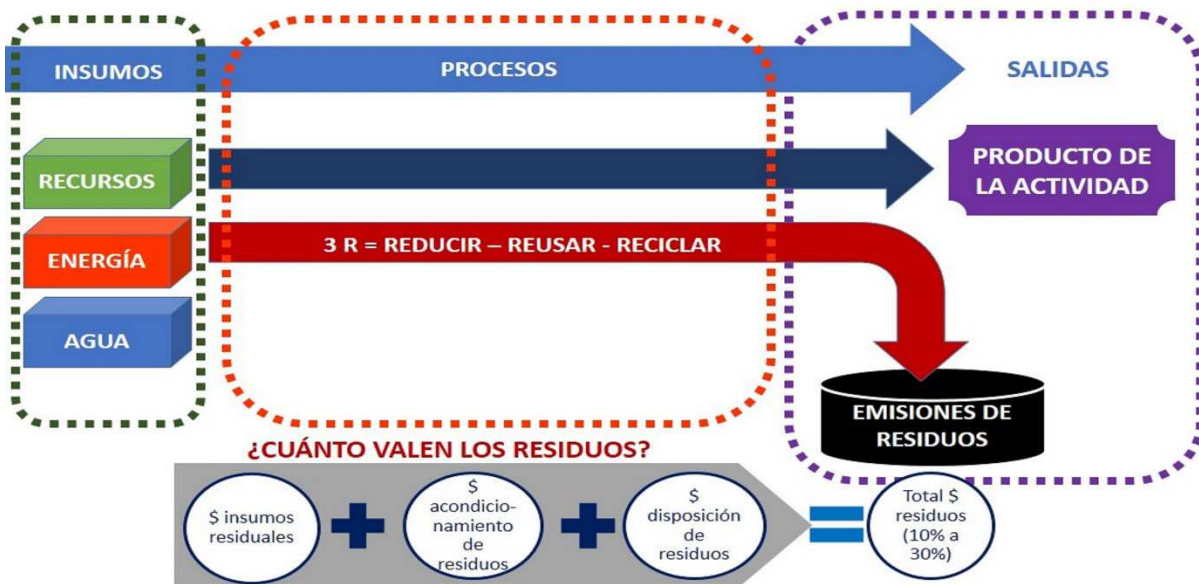 INSUMOS
PROCESOS
SALIDAS
RECURSOS
PRODUCTO DE
LA ACTIVIDAD
ENERGÍA
3 R = REDUCIR – REUSAR - RECICLAR
AGUA
EMISIONES DE
RESIDUOS
¿CUÁNTO VALEN LOS RESIDUOS?
$ insumos
residuales
$
acondicio-
namiento
de
residuos
$
disposición
de
residuos
Total $
residuos
(10% a
30%)